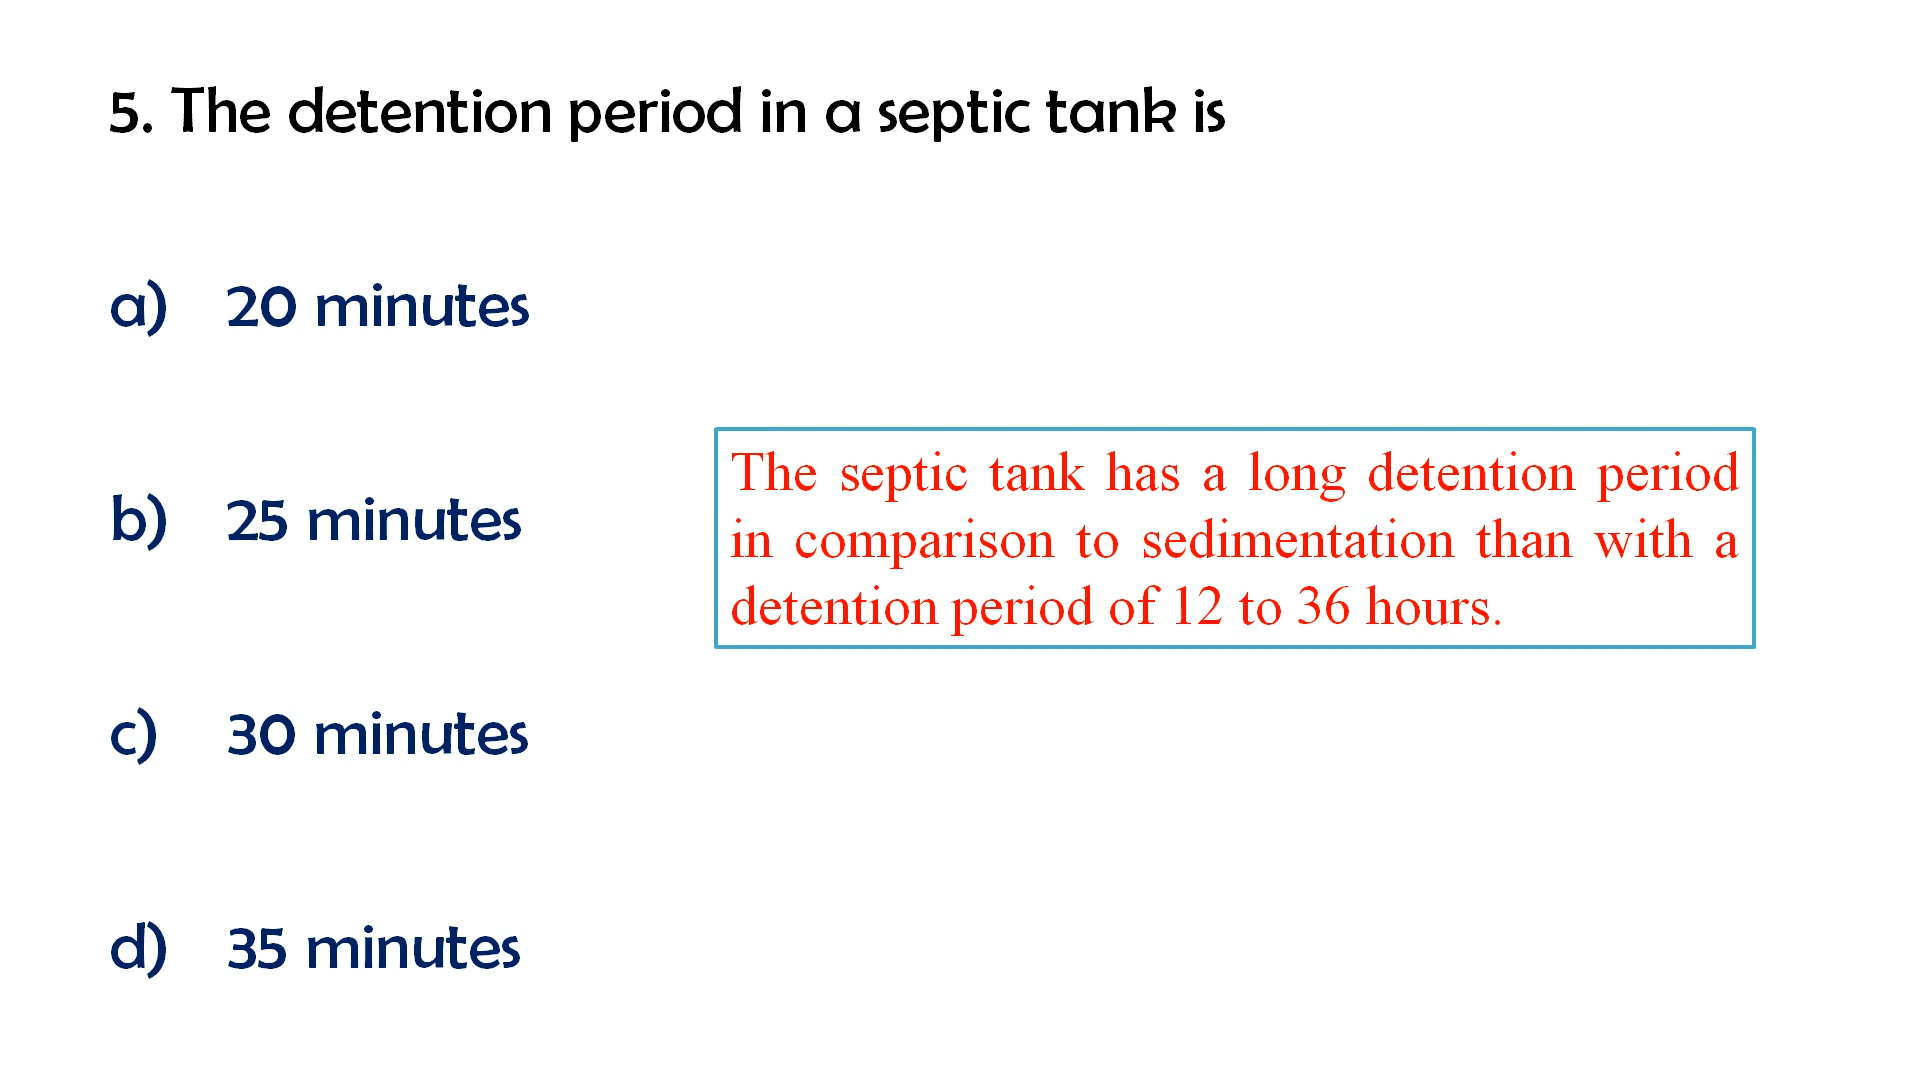 5. The detention period in a septic tank is
a) 20 minutes
b) 25 minutes
The septic tank has a long detention period
in comparison to sedimentation than with a
detention period of 12 to 36 hours.
c) 30 minutes
d) 35 minutes